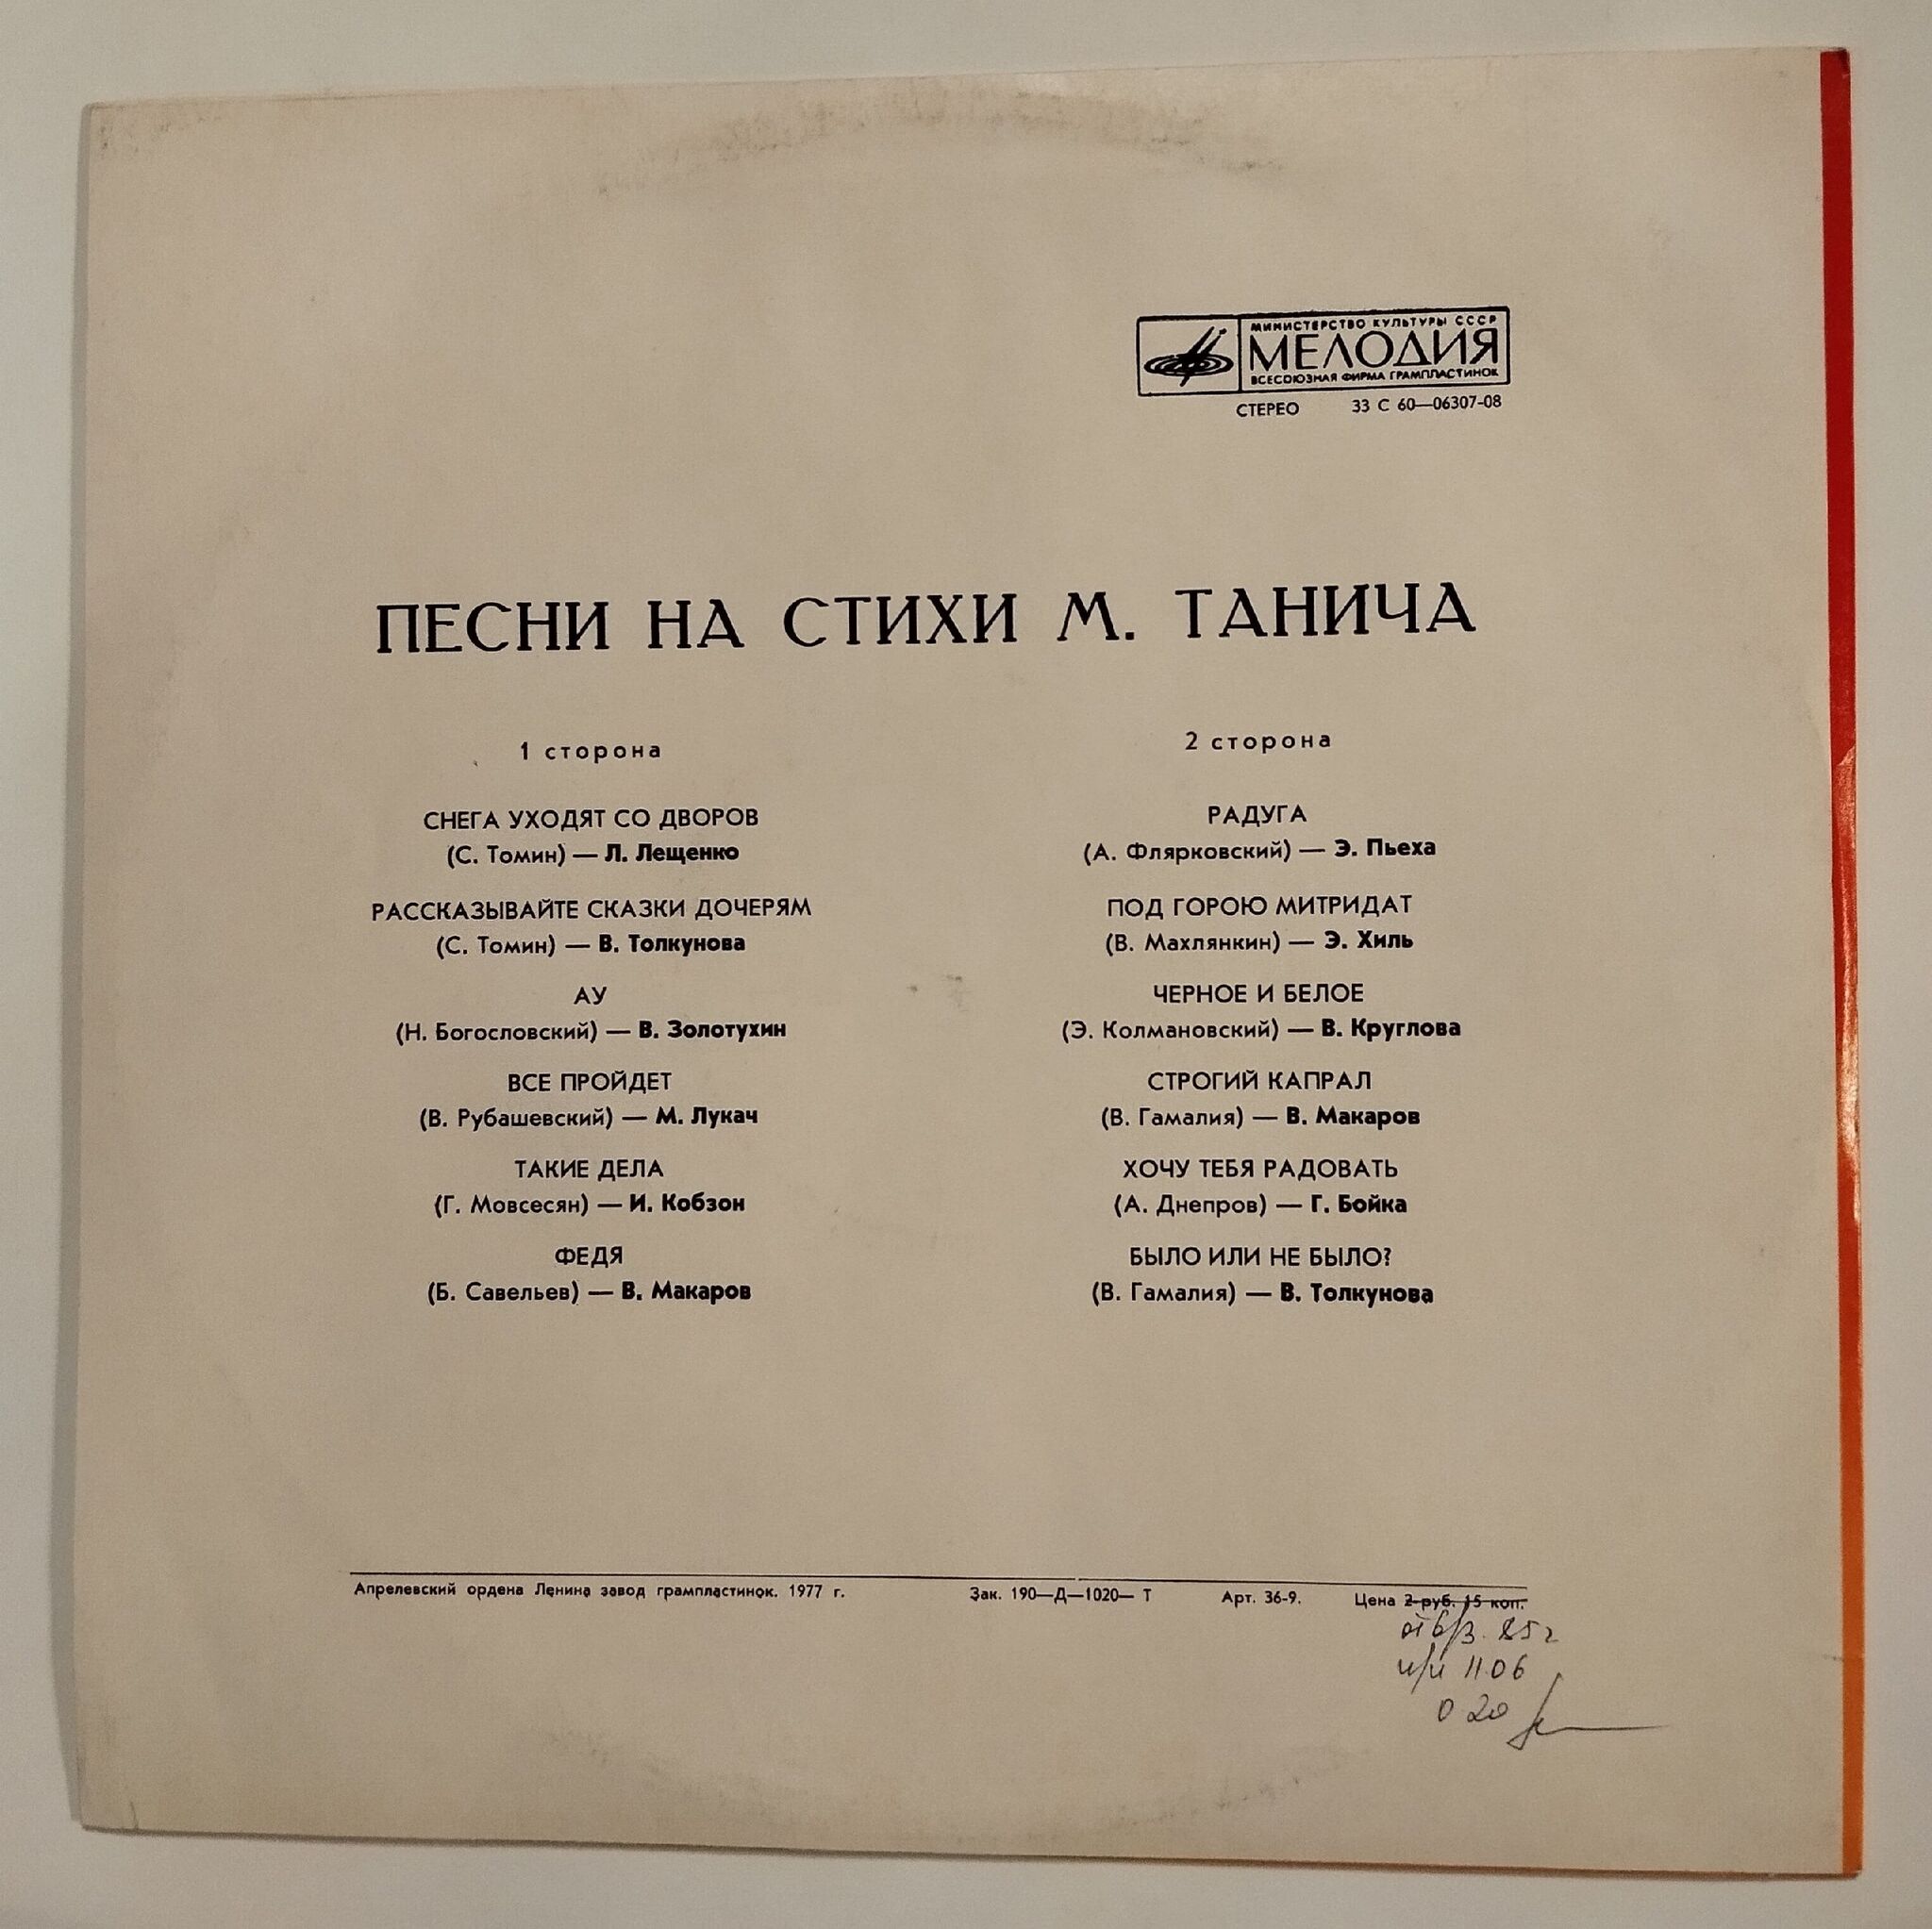 МИНИСТЕРСТВО КУЛЬТУРЫ СССР
МЕЛОДИЯ
ВСЕСОЮЗНАЯ ФИРМА ГРАМПЛАСТИНОК
СТЕРЕО 33 С 60—06307-08
ПЕСНИ НА СТИХИ М. ТАНИЧА
1 сторона
СНЕГА УХОДЯТ СО ДВОРОВ
(С. Томин) — Л. Лещенко
РАССКАЗЫВАЙТЕ СКАЗКИ ДОЧЕРЯМ
(С. Томин) — В. Толкунова
АУ
(Н. Богословский) — В. Золотухин
ВСЕ ПРОЙДЕТ
(В. Рубашевский) — М. Лукач
ТАКИЕ ДЕЛА
(Г. Мовсесян) — И. Кобзон
ФЕДЯ
(Б. Савельев) — В. Макаров
2 сторона
РАДУГА
(А. Флярковский) — Э. Пьеха
ПОД ГОРОЮ МИТРИДАТ
(В. Махлянкин) — Э. Хиль
ЧЕРНОЕ И БЕЛОЕ
(Э. Колмановский) — В. Круглова
СТРОГИЙ КАПРАЛ
(В. Гамалия) — В. Макаров
ХОЧУ ТЕБЯ РАДОВАТЬ
(А. Днепров) — Г. Бойка
БЫЛО ИЛИ НЕ БЫЛО?
(В. Гамалия) — В. Толкунова
Апрелевский ордена Ленина завод грампластинок. 1977 г. Зак. 190—Д—1020— Т Арт. 36-9. Цена 2 руб. 15 коп.
от 6/3 85 г
1106
0 20